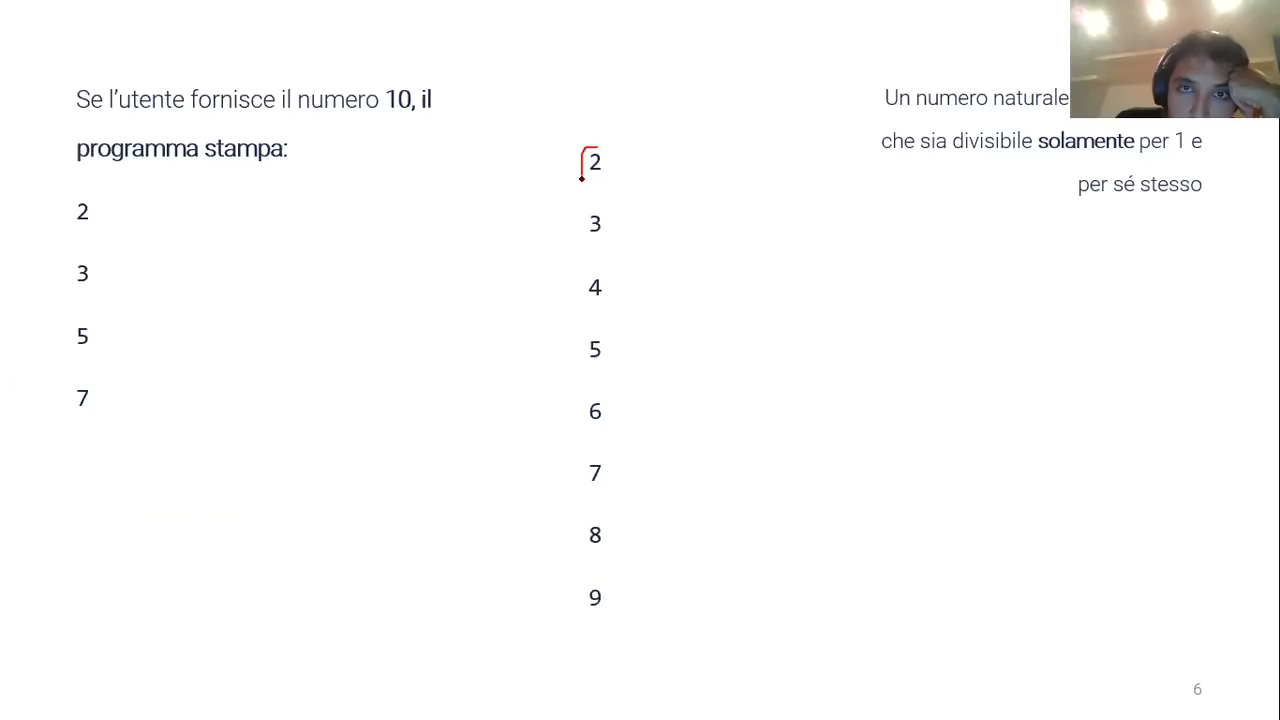 Se l’utente fornisce il numero 10, il
programma stampa:
2
3
5
7
2
3
4
5
6
7
8
9
Un numero naturale
che sia divisibile solamente per 1 e
per sé stesso
6